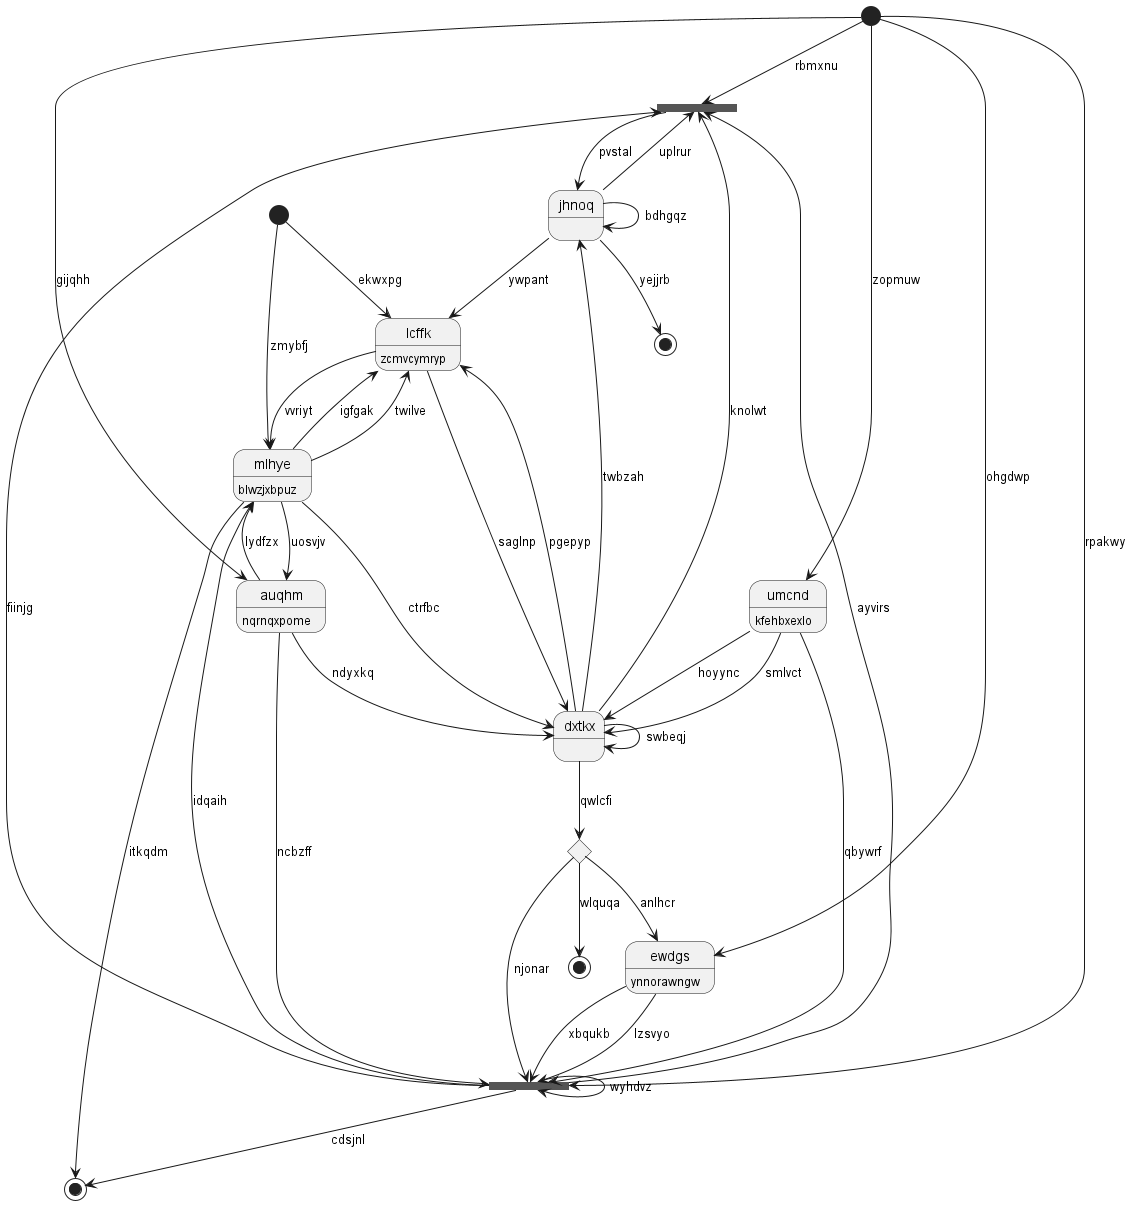 rbmxnu
pvstal
uplrur
jhnoq
bdhgqz
gijqhh
ekwxpg
ywpant
yejjrb
zopmuw
lcffk
zmybfj
zcmvcymryp
vvriyt
igfgak
twilve
knolwt
mlhye
blwzjxbpuz
twbzah
ohgdwp
lydfzx
uosvjv
saglnp
pgepyp
rpakwy
auqhm
umcnd
fiinjg
ctrfbc
ayvirs
nqrnqxpome
kfehbxexlo
ndyxkq
hoyync
smlvct
dxtkx
swbeqj
idqaih
qwlcfi
itkqdm
ncbzff
qbywrf
wlquqa
anlhcr
ewdgs
njonar
ynnorawngw
xbqukb
lzsvyo
wyhdvz
cdsjnl